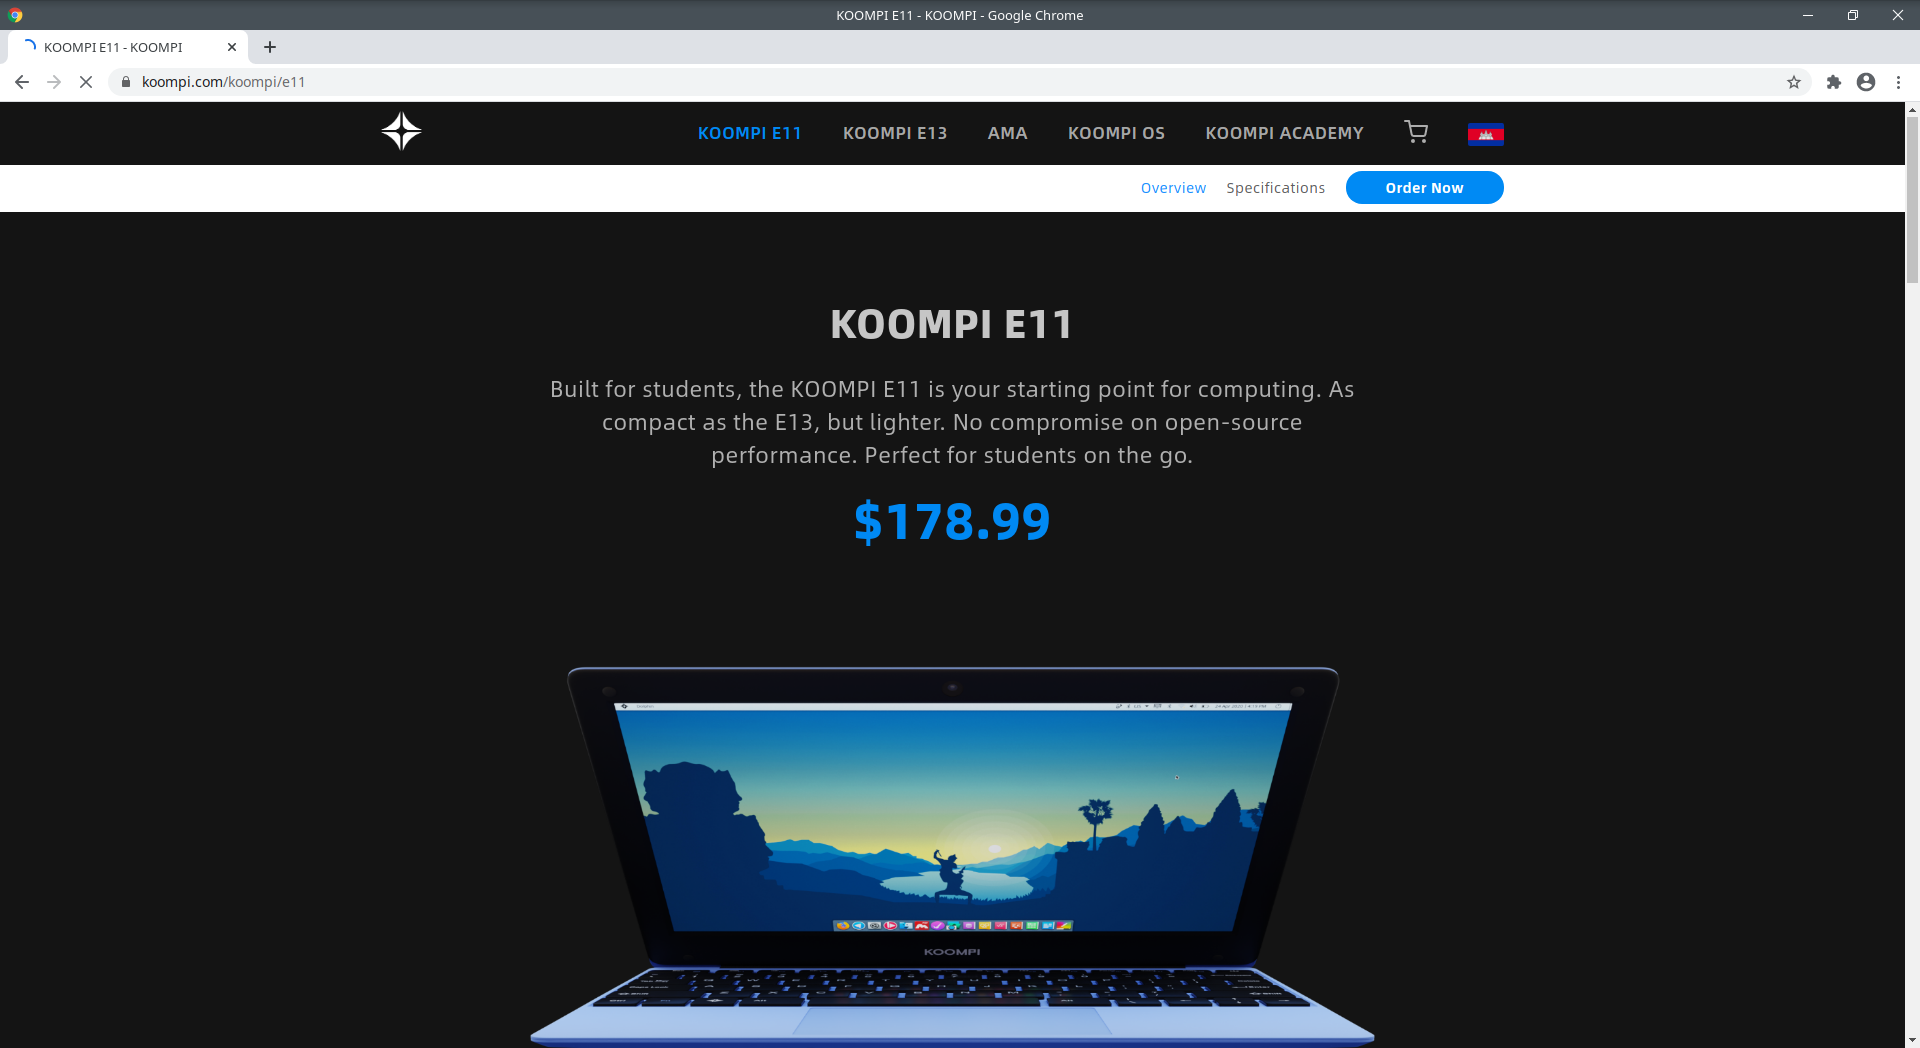 KOOMPI E11 - KOOMPI - Google Chrome
KOOMPI E11 - KOOMPI
koompi.com/koompi/e11
KOOMPI E11 KOOMPI E13 AMA KOOMPI OS KOOMPI ACADEMY
Overview Specifications Order Now
KOOMPI E11
Built for students, the KOOMPI E11 is your starting point for computing. As
compact as the E13, but lighter. No compromise on open-source
performance. Perfect for students on the go.
$178.99
KOOMPI